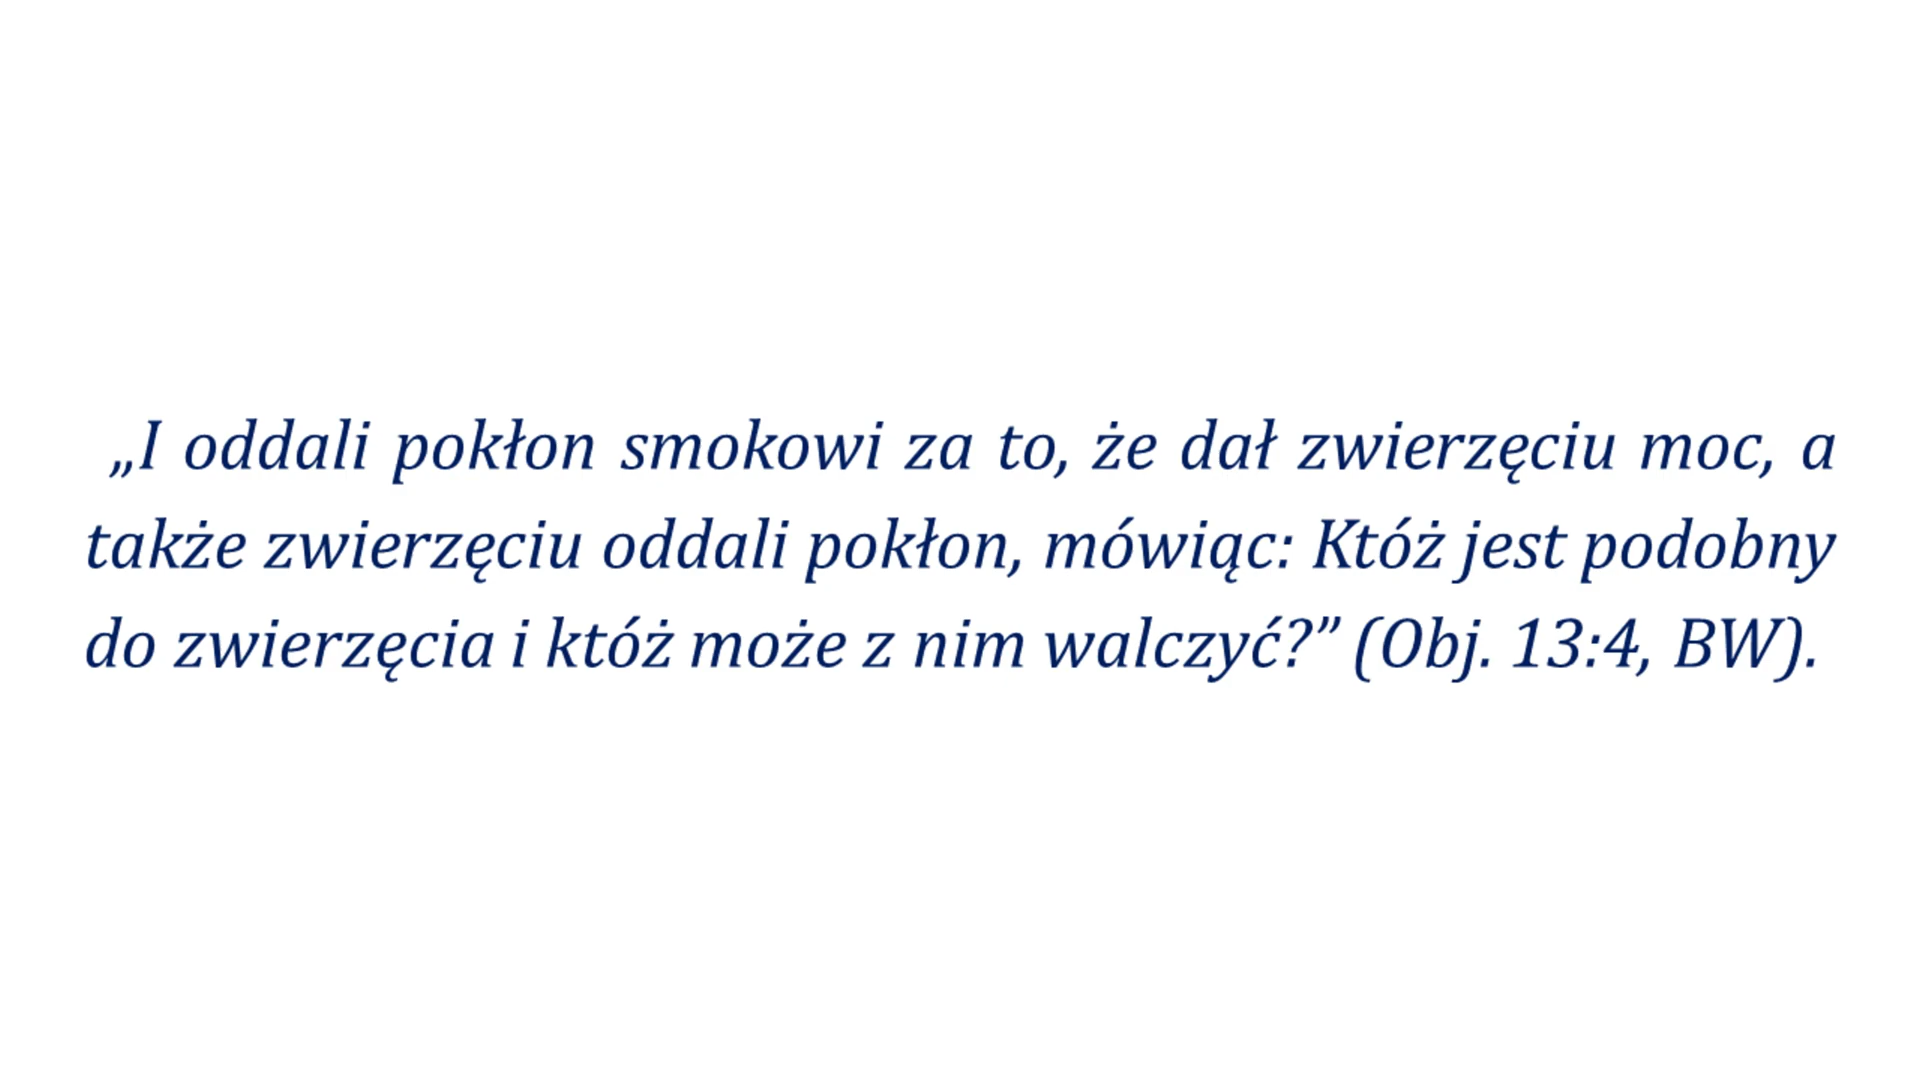 „I oddali pokłon smokowi za to, że dał zwierzęciu moc, a
także zwierzęciu oddali pokłon, mówiąc: Któż jest podobny
do zwierzęcia i któż może z nim walczyć?” (Obj. 13:4, BW).